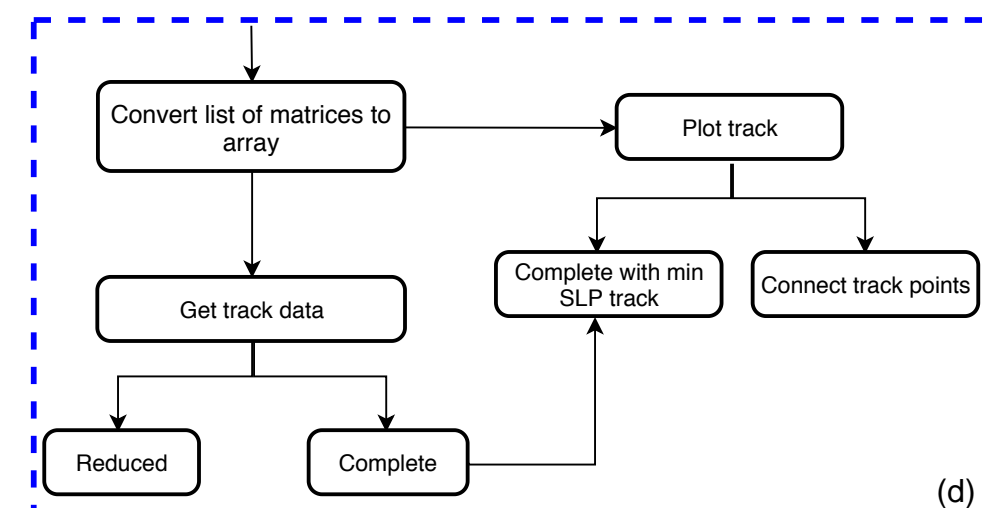 Convert list of matrices to
array
Plot track
Complete with min
SLP track
Connect track points
Get track data
Reduced
Complete
(d)